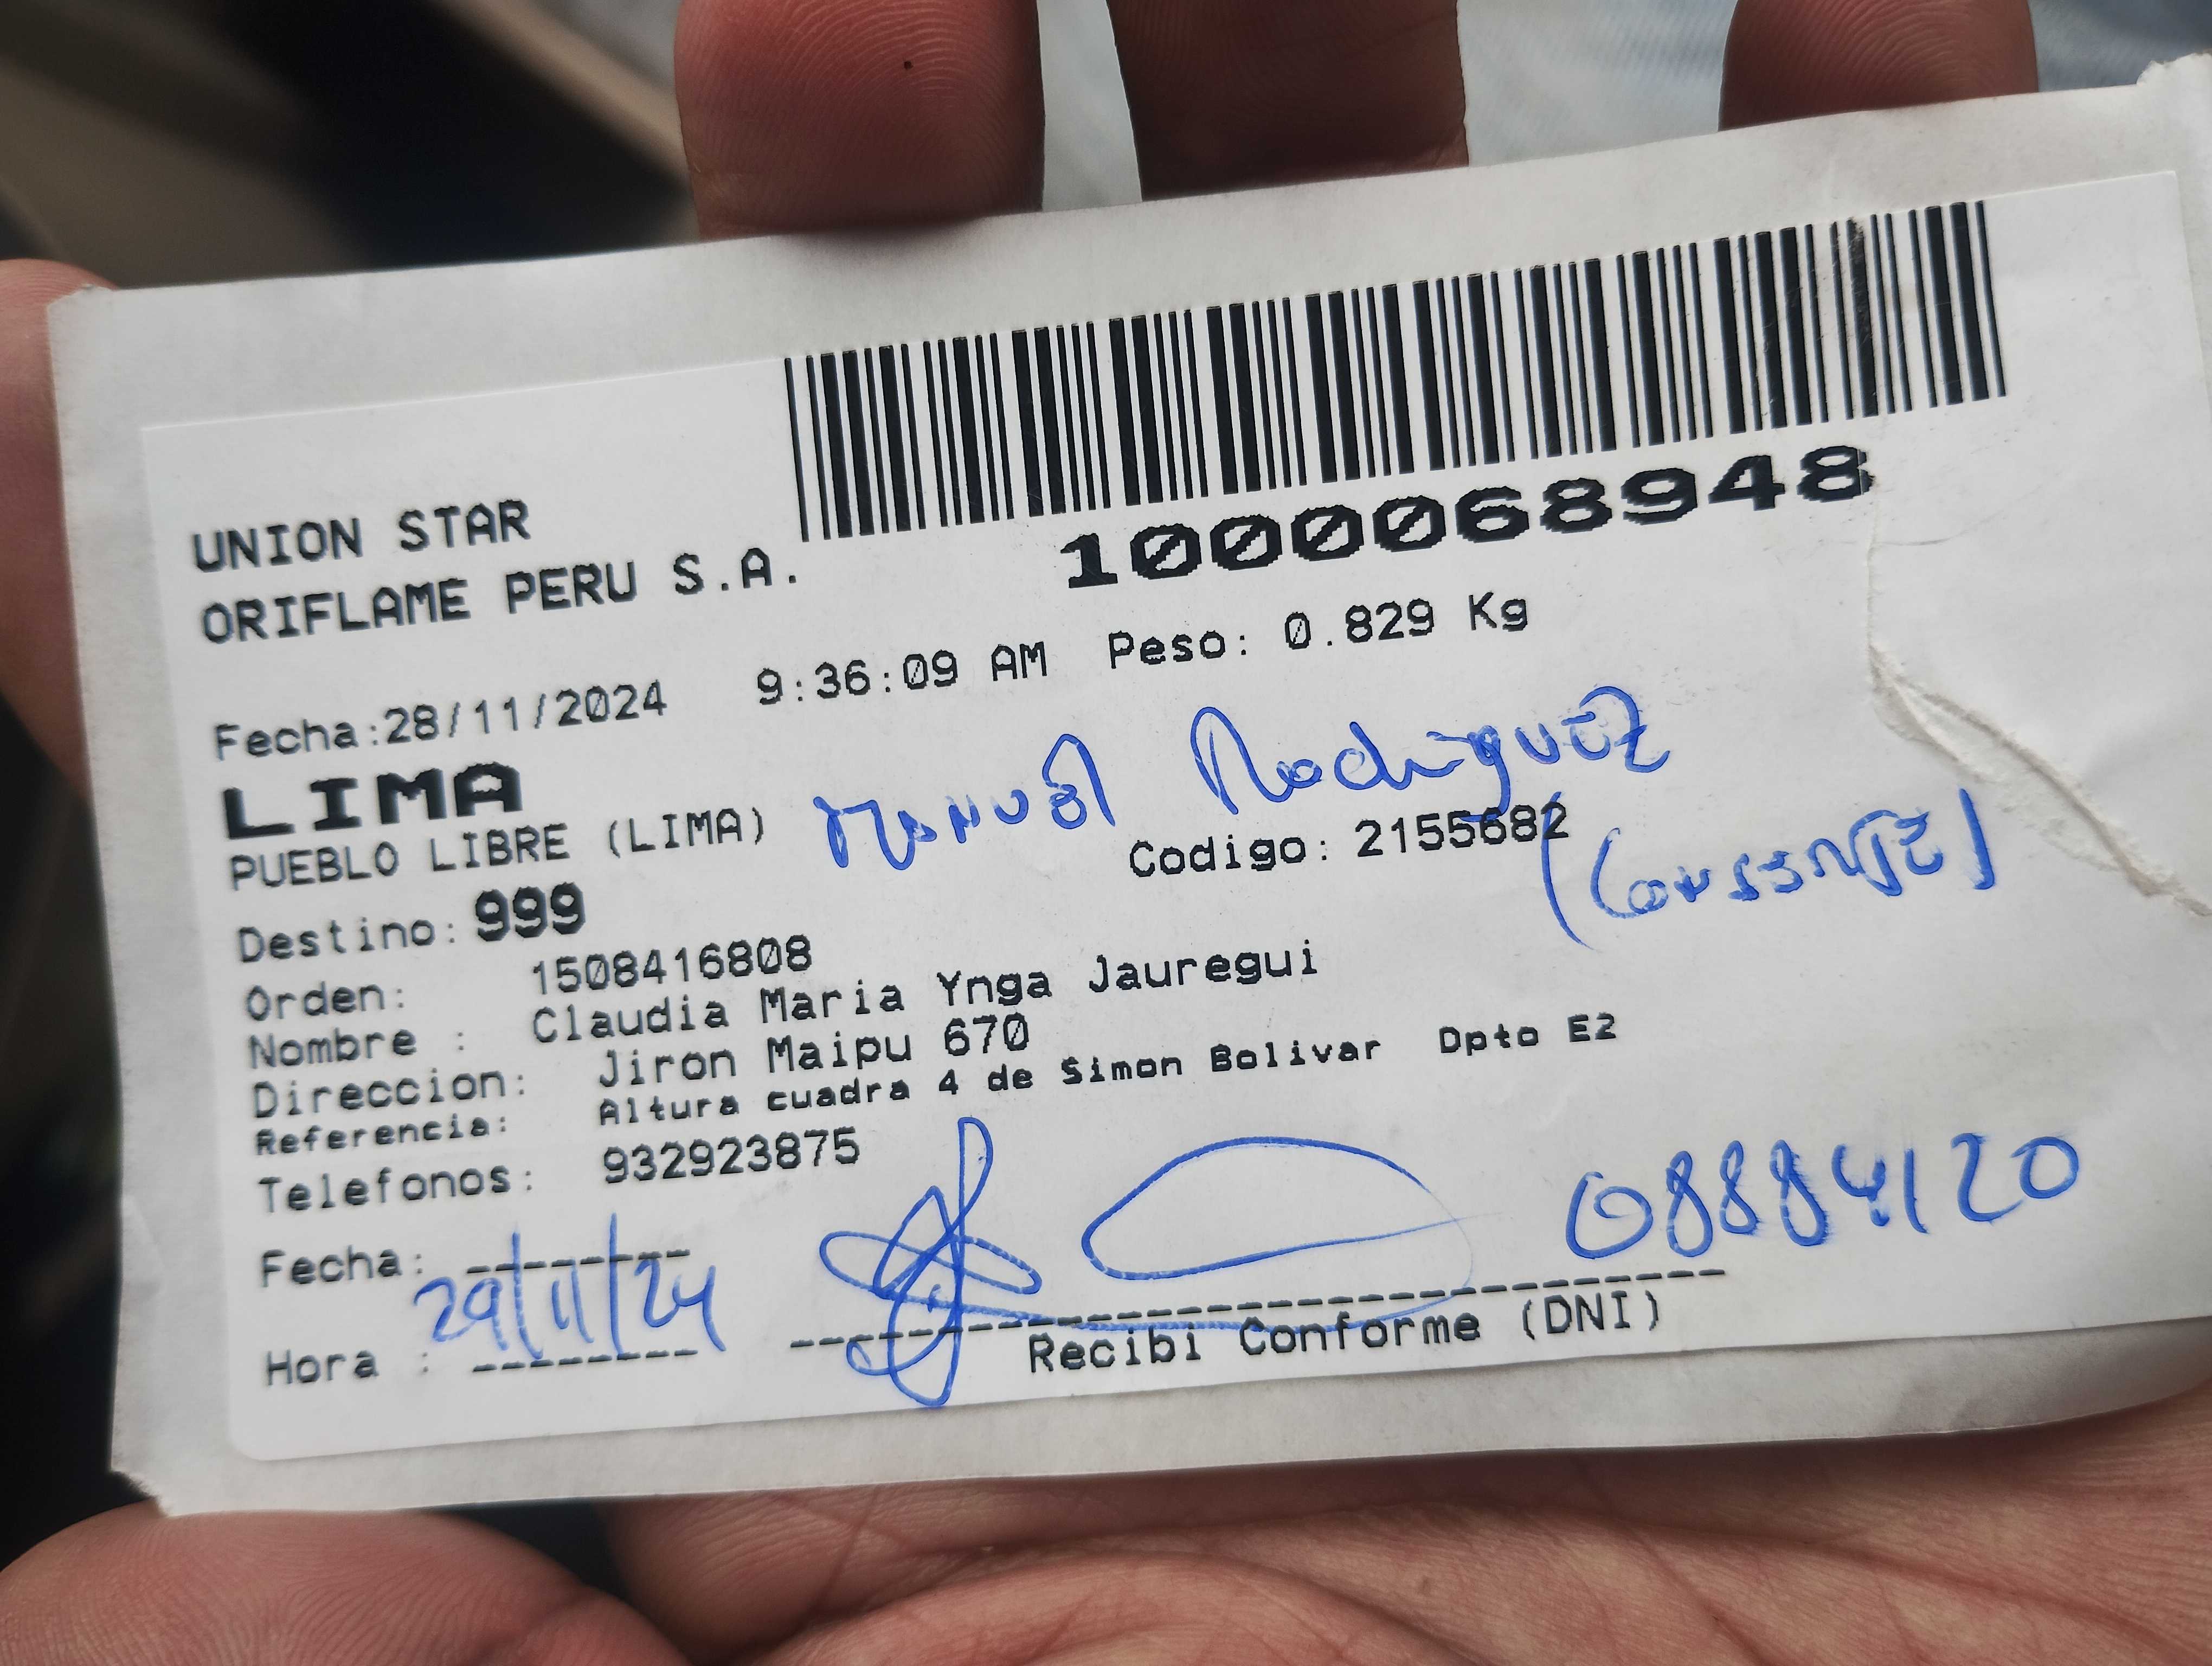 UNION STAR
ORIFLAME PERU S.A.
1000068948
Fecha:28/11/2024 9:36:09 AM Peso: 0.829 Kg
LIMA
PUEBLO LIBRE (LIMA) Manuel Rodriguez
Codigo: 2155682
Destino: 999
Orden: 1508416808
Nombre : Claudia Maria Ynga Jauregui
Direccion: Jiron Maipu 670
Referencia: Altura cuadra 4 de Simon Bolivar Dpto E2
Telefonos: 932923875
08884120
Fecha:
29/11/24
Hora :
Recibi Conforme (DNI)